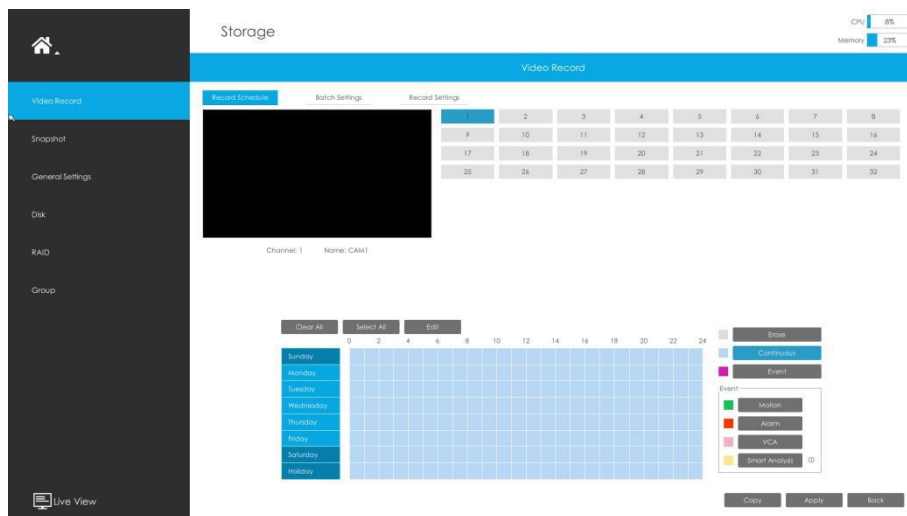 Storage
CPU 8%
Memory 23%
Video Record
Video Record
Snapshot
General Settings
Disk
RAID
Group
Live View
Record Schedule Batch Settings Record Settings
1 2 3 4 5 6 7 8
9 10 11 12 13 14 15 16
17 18 19 20 21 22 23 24
25 26 27 28 29 30 31 32
Channel: 1 Name: CAM1
Clear All Select All Edit
0 2 4 6 8 10 12 14 16 18 20 22 24
Sunday
Monday
Tuesday
Wednesday
Thursday
Friday
Saturday
Holiday
Erase
Continuous
Event
Event
Motion
Alarm
VCA
Smart Analysis
Copy Apply Back